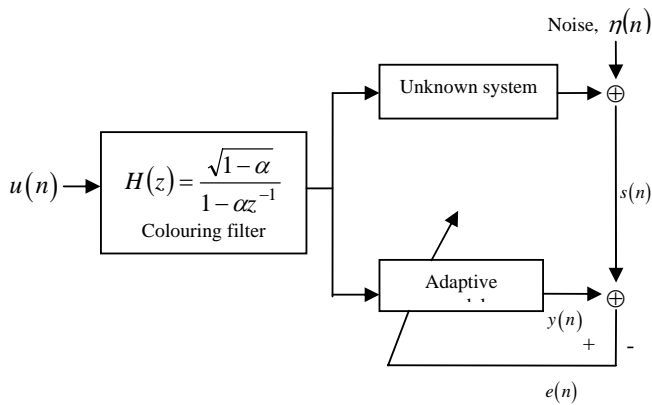 Noise, η(n)
Unknown system
u(n)
H(z) = √(1 − α) / (1 − αz⁻¹)
Colouring filter
s(n)
Adaptive
y(n)
+ -
e(n)